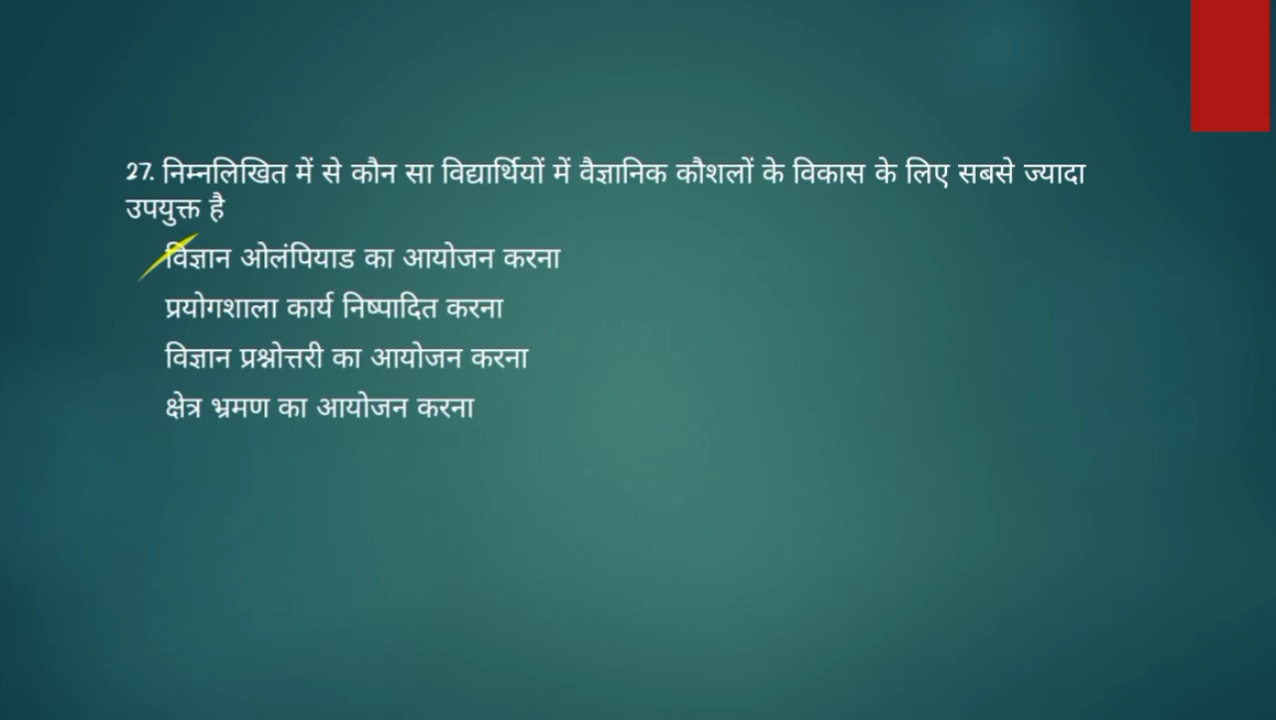 27. निम्नलिखित में से कौन सा विद्यार्थियों में वैज्ञानिक कौशलों के विकास के लिए सबसे ज्यादा
उपयुक्त है
विज्ञान ओलंपियाड का आयोजन करना
प्रयोगशाला कार्य निष्पादित करना
विज्ञान प्रश्नोत्तरी का आयोजन करना
क्षेत्र भ्रमण का आयोजन करना